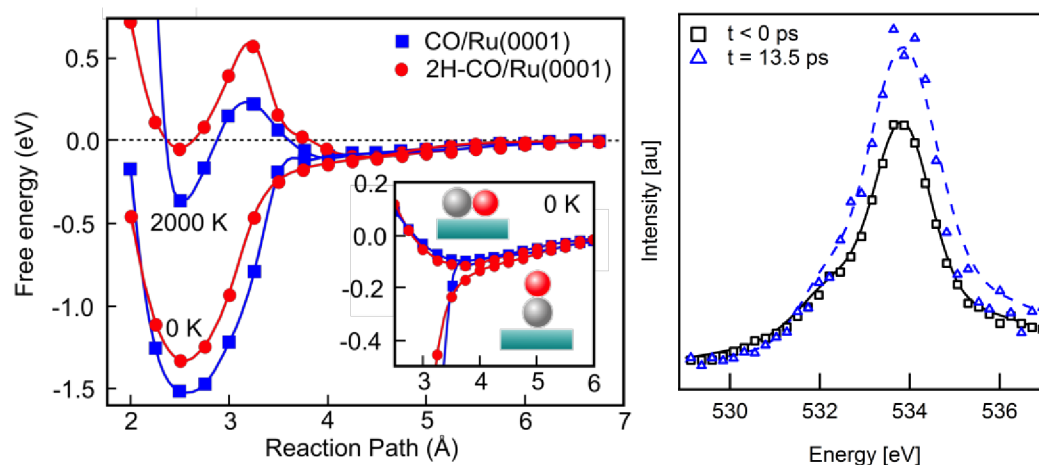 CO/Ru(0001)
2H-CO/Ru(0001)
0.5
0.0
-0.5
-1.0
-1.5
Free energy (eV)
2000 K
0 K
0.2
0.0
-0.2
-0.4
0 K
3 4 5 6
2 3 4 5 6 7
Reaction Path (Å)
t < 0 ps
t = 13.5 ps
Intensity [au]
530 532 534 536
Energy [eV]